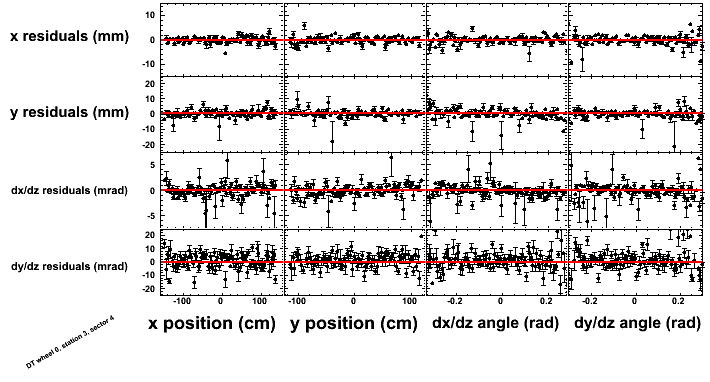 x residuals (mm)
10
0
-10
y residuals (mm)
20
10
0
-10
-20
dx/dz residuals (mrad)
5
0
-5
dy/dz residuals (mrad)
20
10
0
-10
-20
-100 0 100 -100 0 100 -0.2 0 0.2 -0.2 0 0.2
x position (cm) y position (cm) dx/dz angle (rad) dy/dz angle (rad)
DT wheel 0, station 3, sector 4